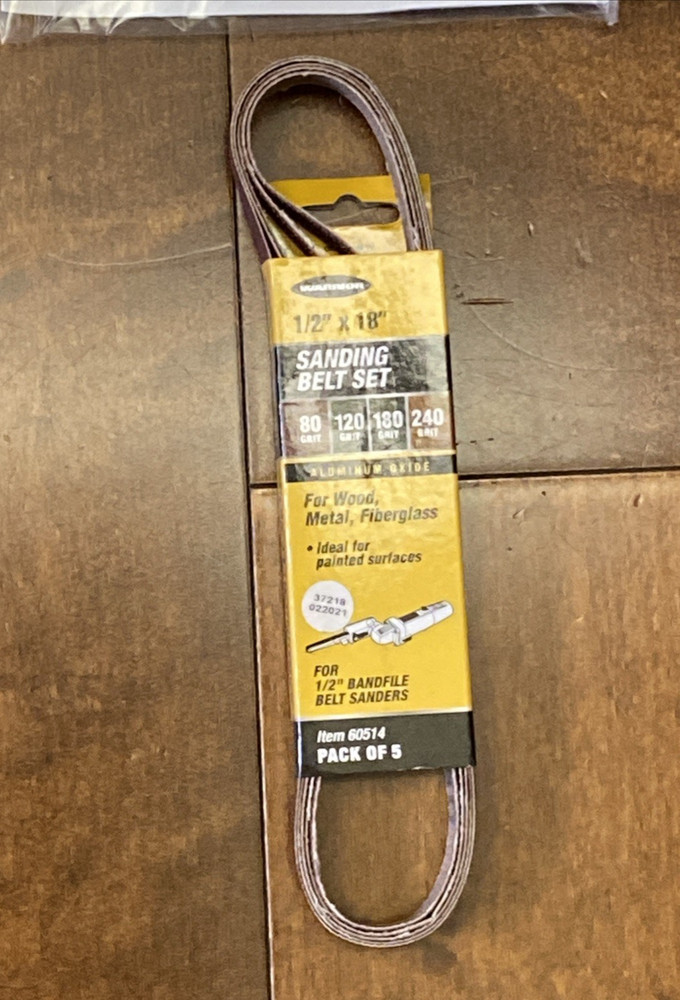 WARRIOR
1/2" x 18"
SANDING
BELT SET
80 120 180 240
GRIT GRIT GRIT GRIT
ALUMINUM OXIDE
For Wood,
Metal, Fiberglass
• Ideal for
painted surfaces
37218
022021
FOR
1/2" BANDFILE
BELT SANDERS
Item 60514
PACK OF 5